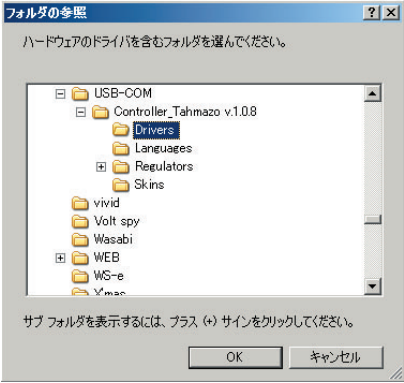 フォルダの参照
ハードウェアのドライバを含むフォルダを選んでください。
USB-COM
Controller_Tahmazo v.1.0.8
Drivers
Languages
Regulators
Skins
vivid
Volt spy
Wasabi
WEB
WS-e
X'mas
サブ フォルダを表示するには、プラス (+) サインをクリックしてください。
OK キャンセル